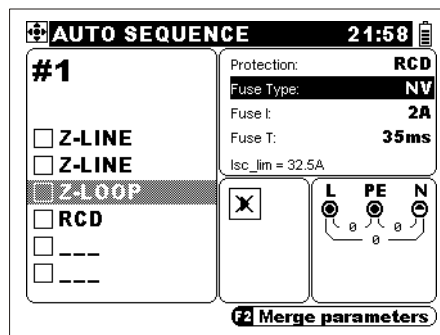 AUTO SEQUENCE 21:58
#1
Z-LINE
Z-LINE
Z-LOOP
RCD
___
___
Protection: RCD
Fuse Type: NV
Fuse I: 2A
Fuse T: 35ms
Isc_lim = 32.5A
L PE N
0 0
0
F2 Merge parameters